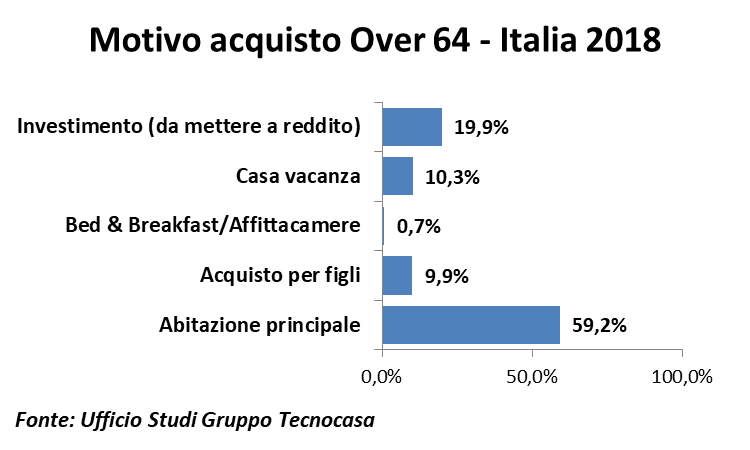 Motivo acquisto Over 64 - Italia 2018
Investimento (da mettere a reddito) 19,9%
Casa vacanza 10,3%
Bed & Breakfast/Affittacamere 0,7%
Acquisto per figli 9,9%
Abitazione principale 59,2%
0,0% 50,0% 100,0%
Fonte: Ufficio Studi Gruppo Tecnocasa